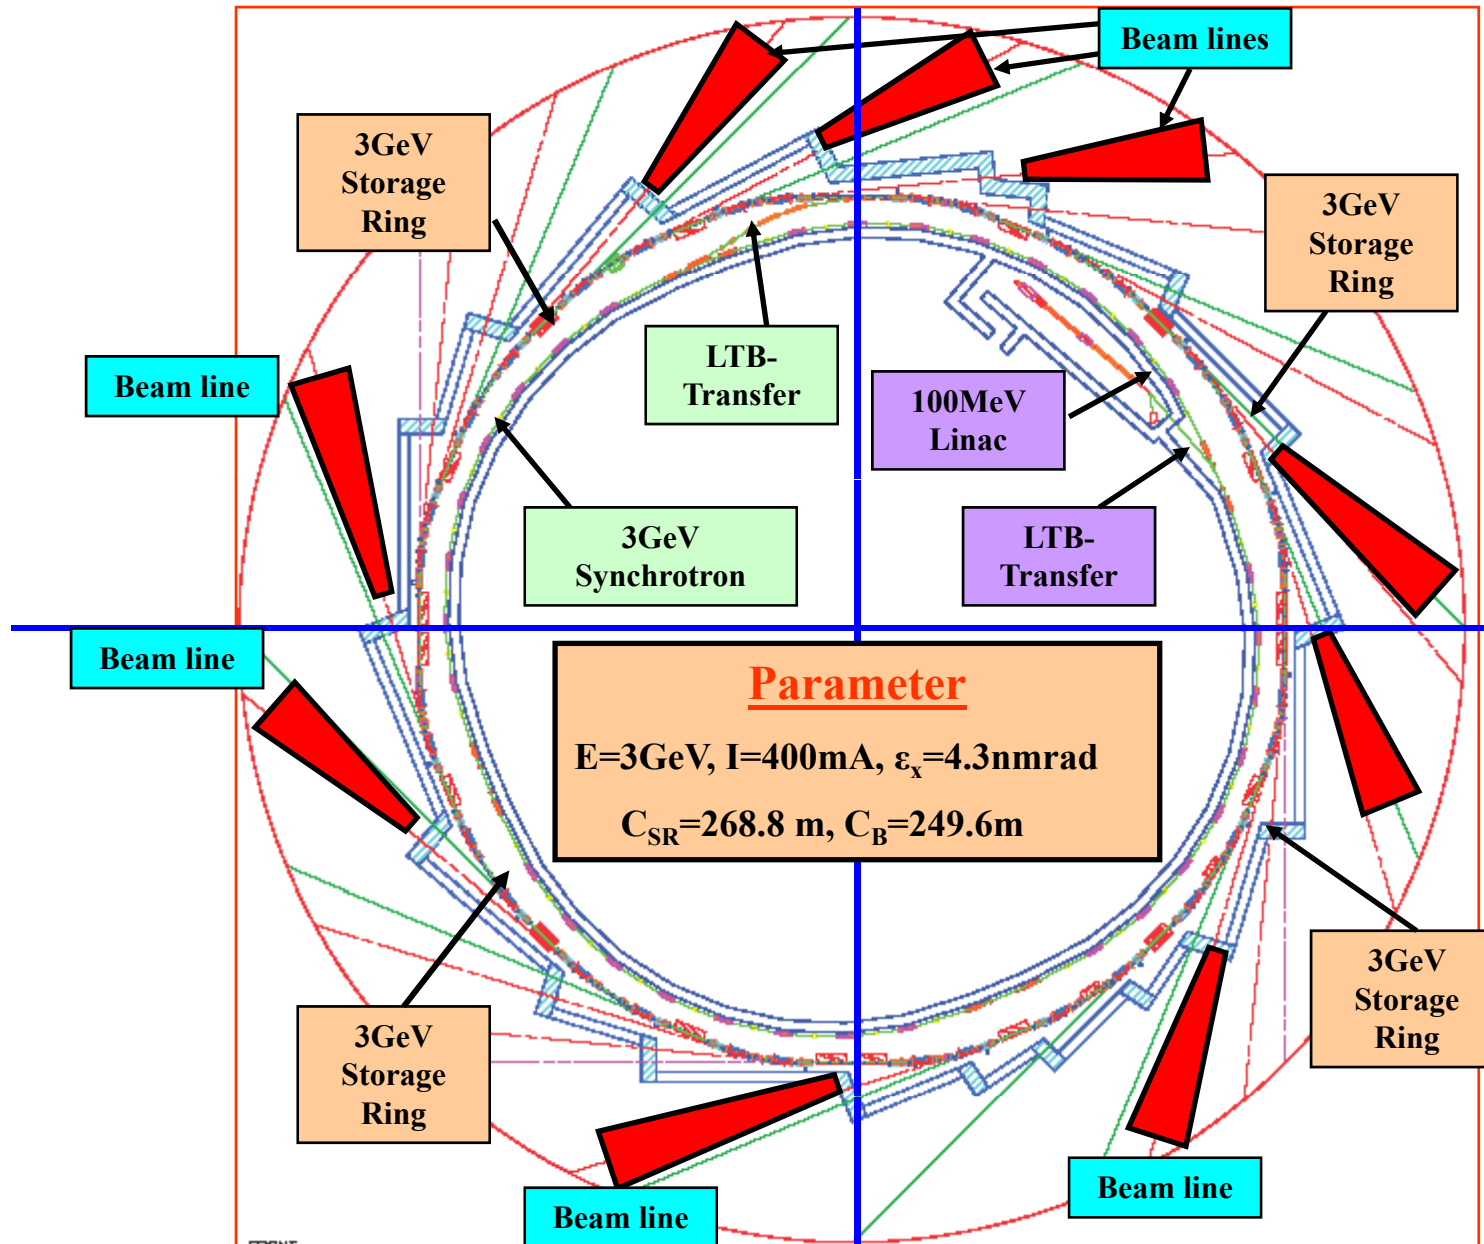 Beam lines
3GeV
Storage
Ring
3GeV
Storage
Ring
LTB-
Transfer
Beam line
100MeV
Linac
3GeV
Synchrotron
LTB-
Transfer
Beam line
Parameter
E=3GeV, I=400mA, εx=4.3nmrad
CSR=268.8 m, CB=249.6m
3GeV
Storage
Ring
3GeV
Storage
Ring
Beam line
Beam line